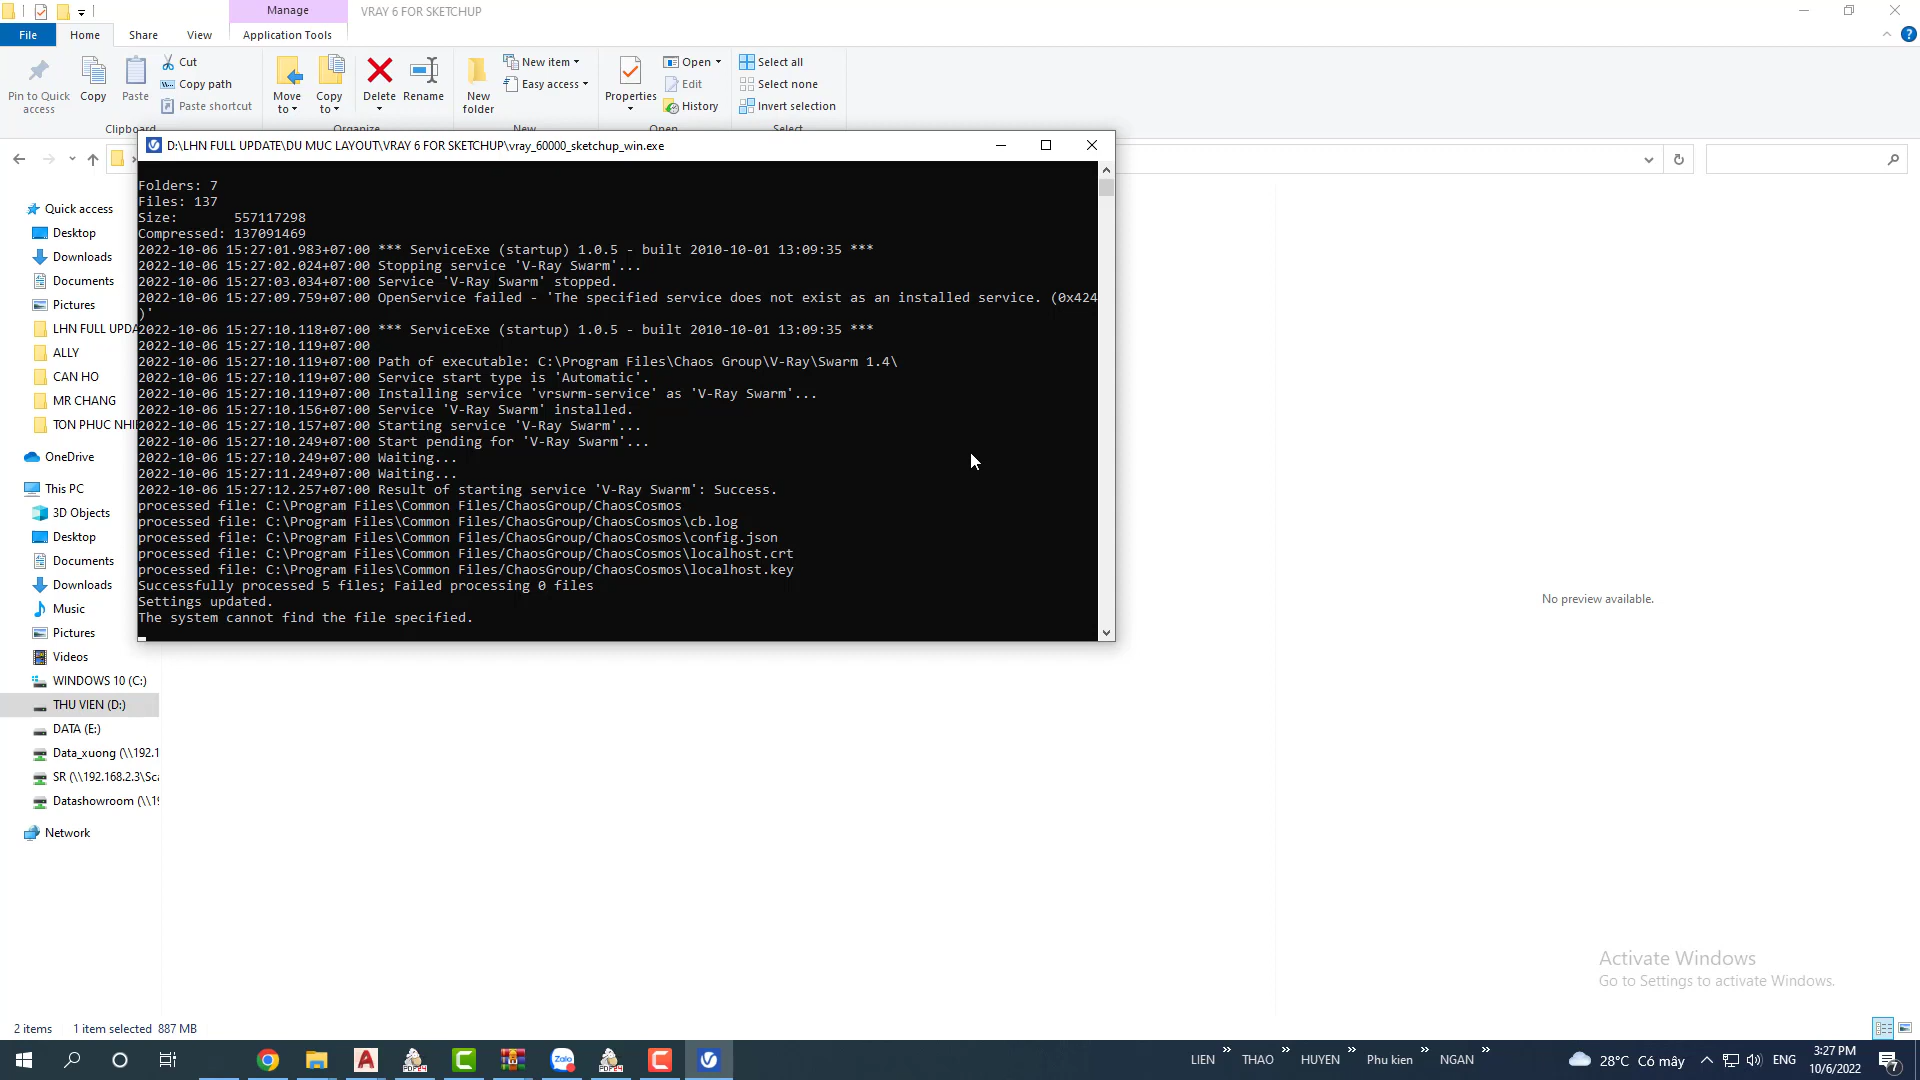 Manage
VRAY 6 FOR SKETCHUP
File
Home
Share
View
Application Tools
Pin to Quick
access
Copy
Paste
Cut
Copy path
Paste shortcut
Clipboard
Move
to
Copy
to
Delete
Rename
Organize
New
folder
New item
Easy access
New
Properties
Open
Edit
History
Open
Select all
Select none
Invert selection
Select
D:\LHN FULL UPDATE\DU MUC LAYOUT\VRAY 6 FOR SKETCHUP\vray_60000_sketchup_win.exe
Folders: 7
Files: 137
Size:       557117298
Compressed: 137091469
2022-10-06 15:27:01.983+07:00 *** ServiceExe (startup) 1.0.5 - built 2010-10-01 13:09:35 ***
2022-10-06 15:27:02.024+07:00 Stopping service 'V-Ray Swarm'...
2022-10-06 15:27:03.034+07:00 Service 'V-Ray Swarm' stopped.
2022-10-06 15:27:09.759+07:00 OpenService failed - 'The specified service does not exist as an installed service. (0x424
)'
2022-10-06 15:27:10.118+07:00 *** ServiceExe (startup) 1.0.5 - built 2010-10-01 13:09:35 ***
2022-10-06 15:27:10.119+07:00
2022-10-06 15:27:10.119+07:00 Path of executable: C:\Program Files\Chaos Group\V-Ray\Swarm 1.4\
2022-10-06 15:27:10.119+07:00 Service start type is 'Automatic'.
2022-10-06 15:27:10.119+07:00 Installing service 'vrswrm-service' as 'V-Ray Swarm'...
2022-10-06 15:27:10.156+07:00 Service 'V-Ray Swarm' installed.
2022-10-06 15:27:10.157+07:00 Starting service 'V-Ray Swarm'...
2022-10-06 15:27:10.249+07:00 Start pending for 'V-Ray Swarm'...
2022-10-06 15:27:10.249+07:00 Waiting...
2022-10-06 15:27:11.249+07:00 Waiting...
2022-10-06 15:27:12.257+07:00 Result of starting service 'V-Ray Swarm': Success.
processed file: C:\Program Files\Common Files/ChaosGroup/ChaosCosmos
processed file: C:\Program Files\Common Files/ChaosGroup/ChaosCosmos\cb.log
processed file: C:\Program Files\Common Files/ChaosGroup/ChaosCosmos\config.json
processed file: C:\Program Files\Common Files/ChaosGroup/ChaosCosmos\localhost.crt
processed file: C:\Program Files\Common Files/ChaosGroup/ChaosCosmos\localhost.key
Successfully processed 5 files; Failed processing 0 files
Settings updated.
The system cannot find the file specified.
Quick access
Desktop
Downloads
Documents
Pictures
LHN FULL UPDA
ALLY
CAN HO
MR CHANG
TON PHUC NHI
OneDrive
This PC
3D Objects
Desktop
Documents
Downloads
Music
Pictures
Videos
WINDOWS 10 (C:)
THU VIEN (D:)
DATA (E:)
Data_xuong (\\192.1
SR (\\192.168.2.3\Sca
Datashowroom (\\19
Network
No preview available.
Activate Windows
Go to Settings to activate Windows.
2 items
1 item selected 887 MB
Zalo
LIEN
THAO
HUYEN
Phu kien
NGAN
28°C Có mây
ENG
3:27 PM
10/6/2022
7